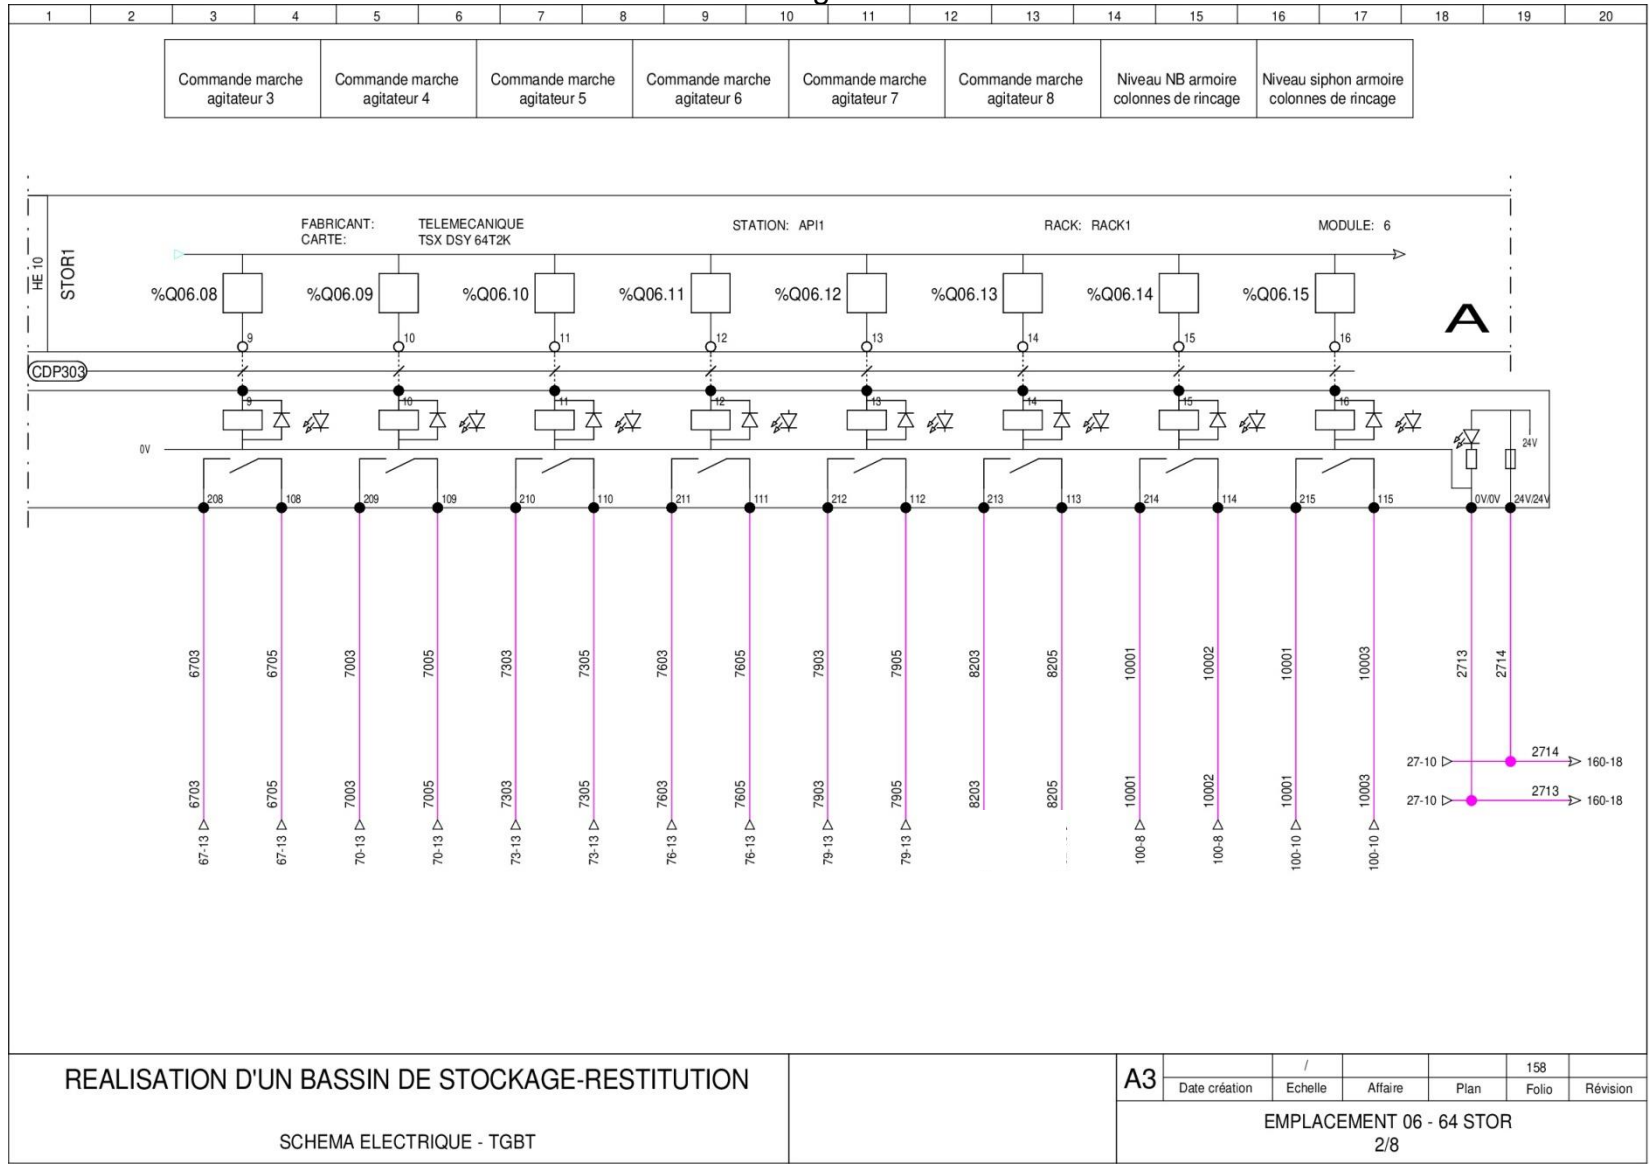 1 2 3 4 5 6 7 8 9 10 11 12 13 14 15 16 17 18 19 20
Commande marche
agitateur 3
Commande marche
agitateur 4
Commande marche
agitateur 5
Commande marche
agitateur 6
Commande marche
agitateur 7
Commande marche
agitateur 8
Niveau NB armoire
colonnes de rincage
Niveau siphon armoire
colonnes de rincage
HE 10
STOR1
FABRICANT: TELEMECANIQUE STATION: API1 RACK: RACK1 MODULE: 6
CARTE: TSX DSY 64T2K
%Q06.08 %Q06.09 %Q06.10 %Q06.11 %Q06.12 %Q06.13 %Q06.14 %Q06.15
A
9 10 11 12 13 14 15 16
CDP303
9 10 11 12 13 14 15 16
0V 24V
208 108 209 109 210 110 211 111 212 112 213 113 214 114 215 115 0V/0V 24V/24V
6703 6705 7003 7005 7303 7305 7603 7605 7903 7905 8203 8205 10001 10002 10001 10003 2713 2714
27-10 2714 160-18
27-10 2713 160-18
6703 6705 7003 7005 7303 7305 7603 7605 7903 7905 8203 8205 10001 10002 10001 10003
67-13 67-13 70-13 70-13 73-13 73-13 76-13 76-13 79-13 79-13 100-8 100-8 100-10 100-10
REALISATION D'UN BASSIN DE STOCKAGE-RESTITUTION
SCHEMA ELECTRIQUE - TGBT
A3
/ 158
Date création Echelle Affaire Plan Folio Révision
EMPLACEMENT 06 - 64 STOR
2/8